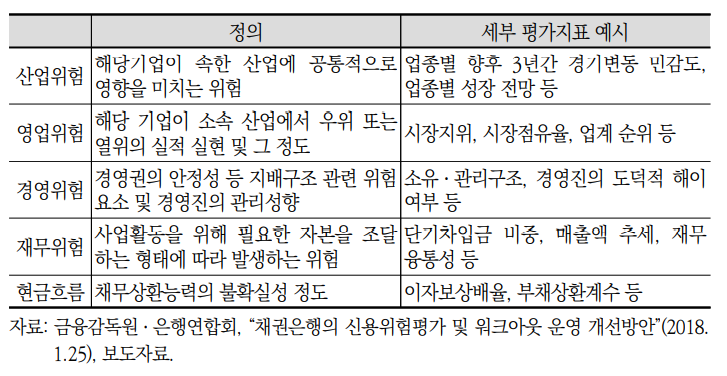 정의 세부 평가지표 예시
산업위험 해당기업이 속한 산업에 공통적으로 영향을 미치는 위험 업종별 향후 3년간 경기변동 민감도, 업종별 성장 전망 등
영업위험 해당 기업이 소속 산업에서 우위 또는 열위의 실적 실현 및 그 정도 시장지위, 시장점유율, 업계 순위 등
경영위험 경영권의 안정성 등 지배구조 관련 위험 요소 및 경영진의 관리성향 소유·관리구조, 경영진의 도덕적 해이 여부 등
재무위험 사업활동을 위해 필요한 자본을 조달하는 형태에 따라 발생하는 위험 단기차입금 비중, 매출액 추세, 재무 융통성 등
현금흐름 채무상환능력의 불확실성 정도 이자보상배율, 부채상환계수 등
자료: 금융감독원·은행연합회, “채권은행의 신용위험평가 및 워크아웃 운영 개선방안”(2018.
1.25), 보도자료.